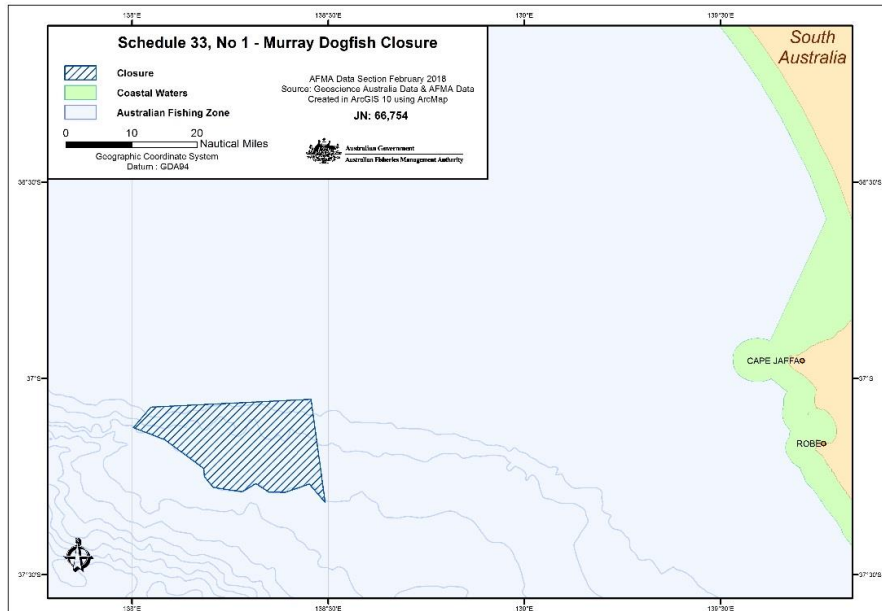 138°E 138°30'E 139°E 139°30'E
Schedule 33, No 1 - Murray Dogfish Closure
Closure
Coastal Waters
Australian Fishing Zone
0 10 20
Nautical Miles
Geographic Coordinate System
Datum : GDA94
AFMA Data Section February 2018
Source: Geoscience Australia Data & AFMA Data
Created in ArcGIS 10 using ArcMap
JN: 66,754
Australian Government
Australian Fisheries Management Authority
South
Australia
36°30'S 36°30'S
CAPE JAFFA
37°S 37°S
ROBE
37°30'S 37°30'S
138°E 138°30'E 139°E 139°30'E